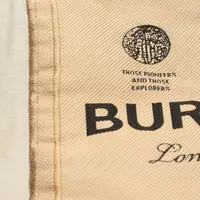 THOSE PIONEERS
AND THOSE
EXPLORERS
BUR
Lon